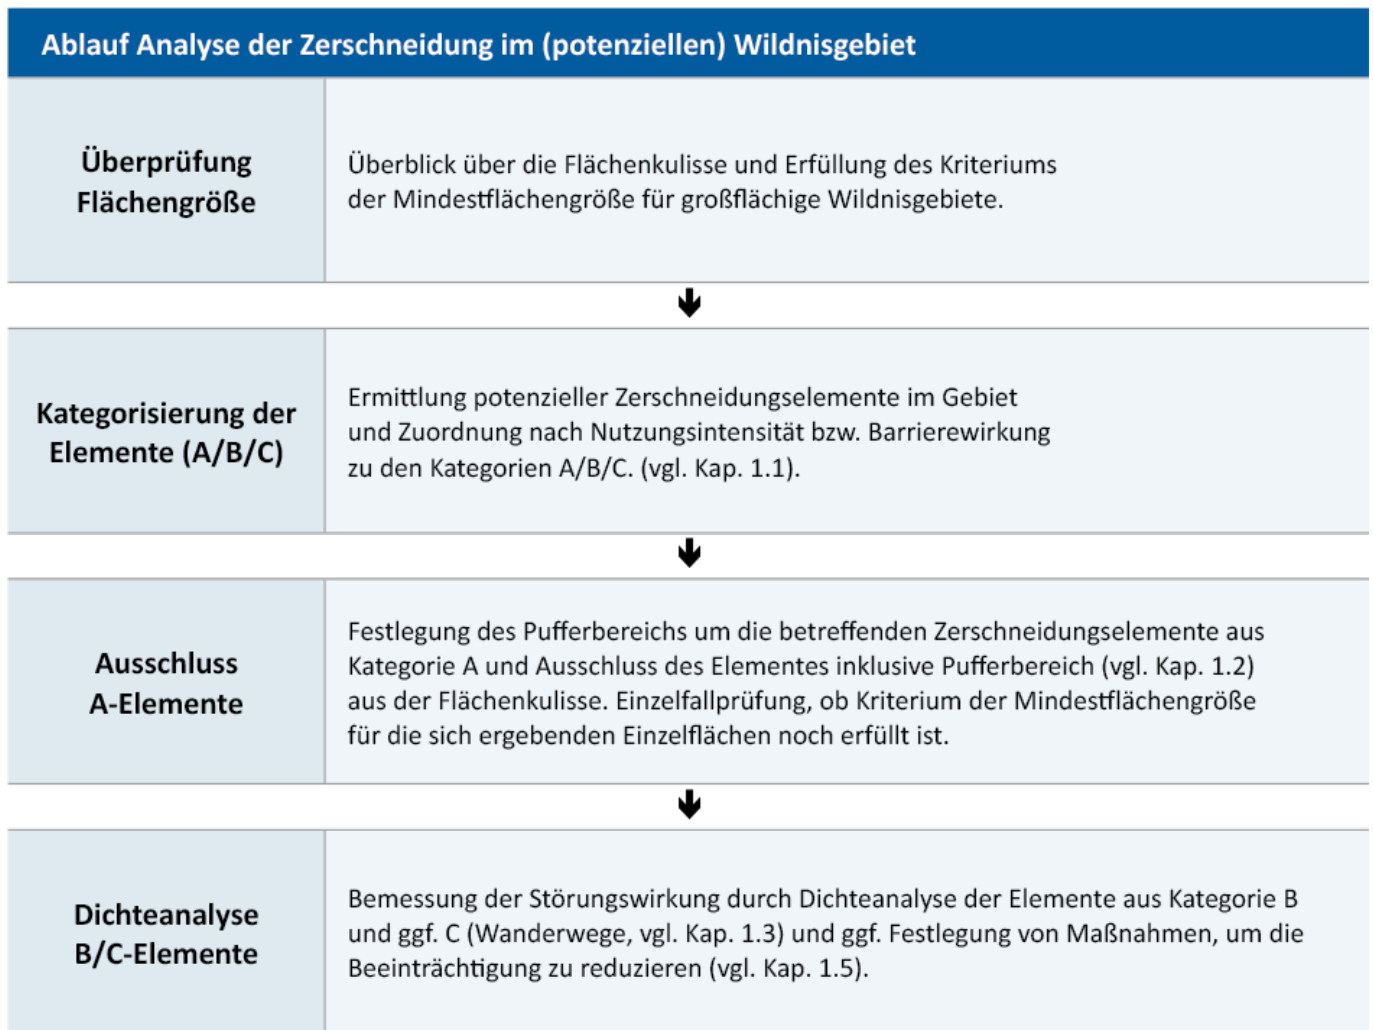 Ablauf Analyse der Zerschneidung im (potenziellen) Wildnisgebiet
Überprüfung
Flächengröße
Überblick über die Flächenkulisse und Erfüllung des Kriteriums
der Mindestflächengröße für großflächige Wildnisgebiete.
Kategorisierung der
Elemente (A/B/C)
Ermittlung potenzieller Zerschneidungselemente im Gebiet
und Zuordnung nach Nutzungsintensität bzw. Barrierewirkung
zu den Kategorien A/B/C. (vgl. Kap. 1.1).
Ausschluss
A-Elemente
Festlegung des Pufferbereichs um die betreffenden Zerschneidungselemente aus
Kategorie A und Ausschluss des Elementes inklusive Pufferbereich (vgl. Kap. 1.2)
aus der Flächenkulisse. Einzelfallprüfung, ob Kriterium der Mindestflächengröße
für die sich ergebenden Einzelflächen noch erfüllt ist.
Dichteanalyse
B/C-Elemente
Bemessung der Störungswirkung durch Dichteanalyse der Elemente aus Kategorie B
und ggf. C (Wanderwege, vgl. Kap. 1.3) und ggf. Festlegung von Maßnahmen, um die
Beeinträchtigung zu reduzieren (vgl. Kap. 1.5).